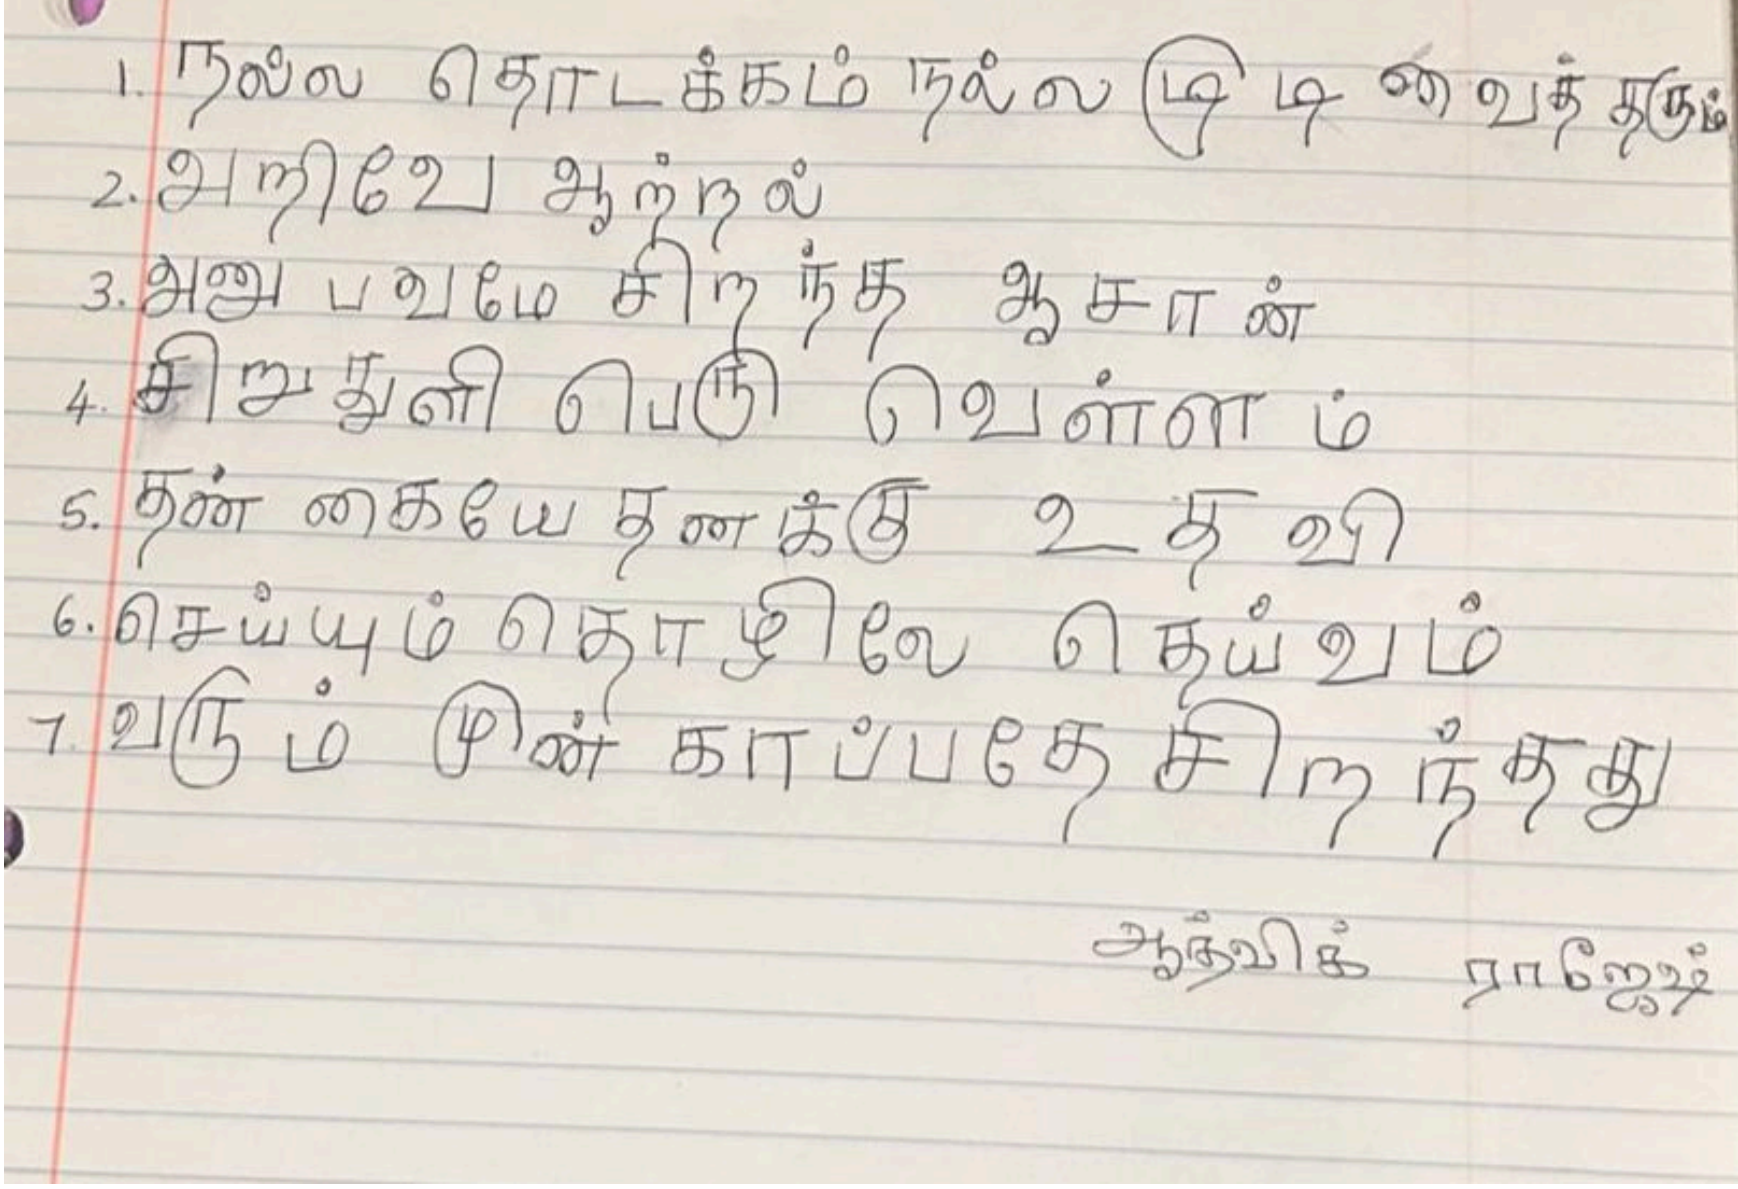 1. நல்ல தொடக்கம் நல்ல முடிவைத் தரும்
2. அறிவே ஆற்றல்
3. அனுபவமே சிறந்த ஆசான்
4. சிறுதுளி பெரு வெள்ளம்
5. தன் கையே தனக்கு உதவி
6. செய்யும் தொழிலே தெய்வம்
7. வரும் முன் காப்பதே சிறந்தது
ஆத்விக் ராஜேஷ்